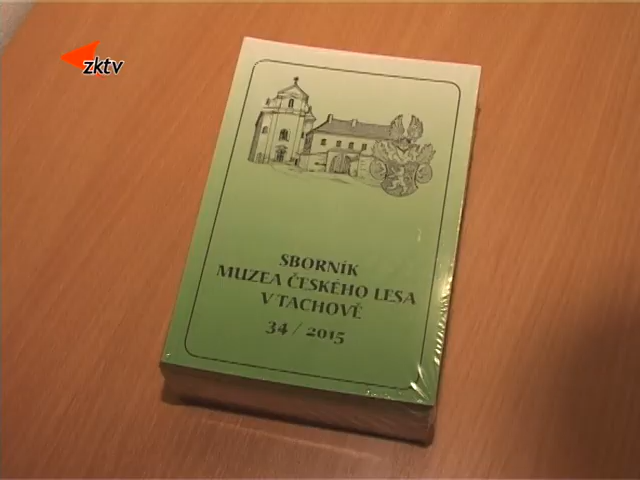 zktv
SBORNÍK
MUZEA ČESKÉHO LESA
V TACHOVĚ
34 / 2015